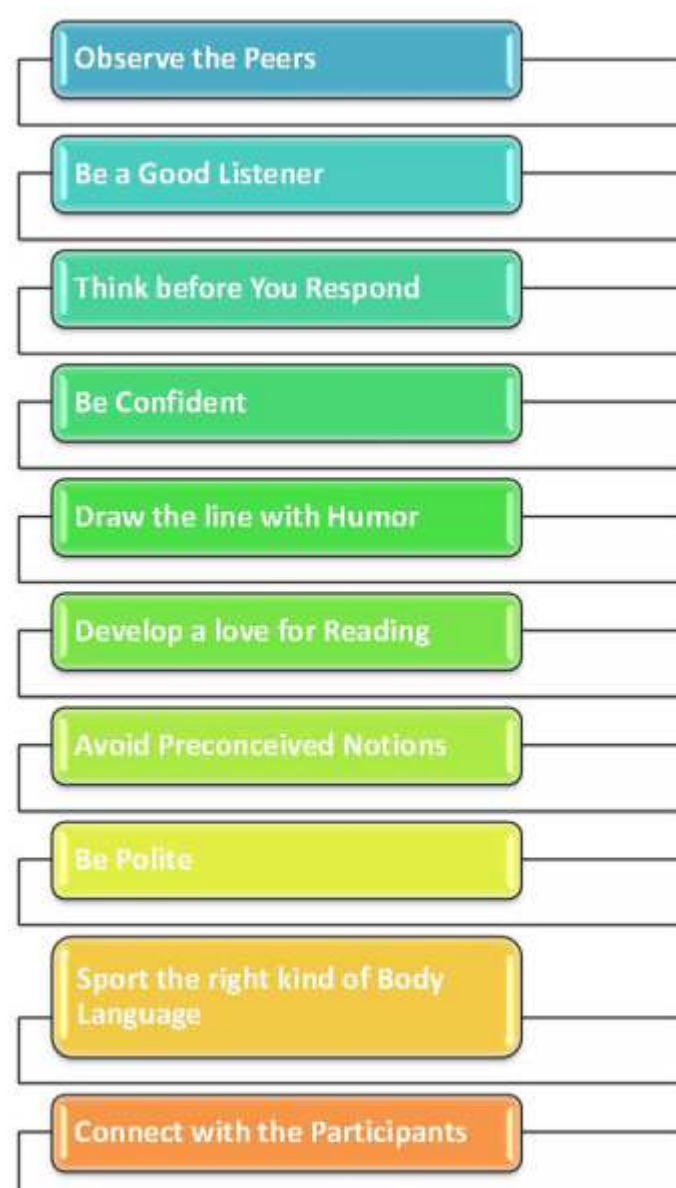 Observe the Peers
Be a Good Listener
Think before You Respond
Be Confident
Draw the line with Humor
Develop a love for Reading
Avoid Preconceived Notions
Be Polite
Sport the right kind of Body
Language
Connect with the Participants